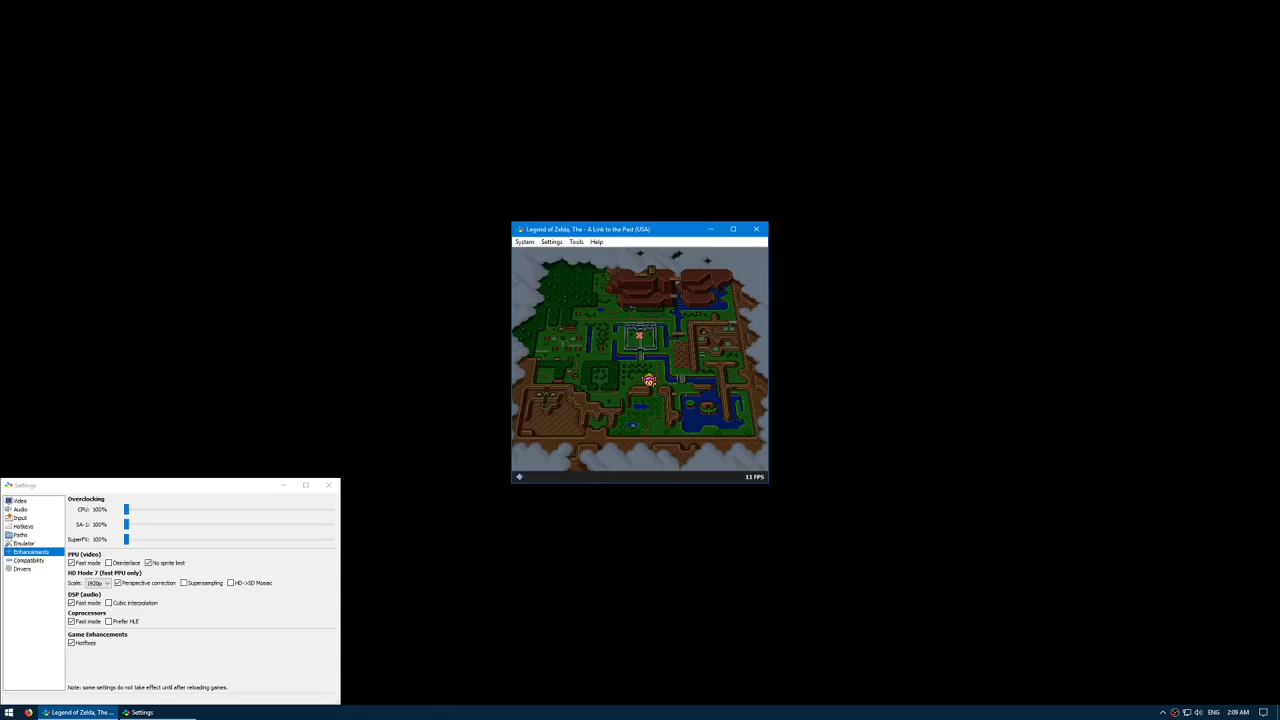 Legend of Zelda, The - A Link to the Past (USA)
System Settings Tools Help
11 FPS
Settings
Video
Audio
Input
Hotkeys
Paths
Emulator
Enhancements
Compatibility
Drivers
Overclocking
CPU: 100%
SA-1: 100%
SuperFX: 100%
PPU (video)
Fast mode Deinterlace No sprite limit
HD Mode 7 (fast PPU only)
Scale: 1920p Perspective correction Supersampling HD->SD Mosaic
DSP (audio)
Fast mode Cubic interpolation
Coprocessors
Fast mode Prefer HLE
Game Enhancements
Hotfixes
Note: some settings do not take effect until after reloading games.
Legend of Zelda, The ... Settings ENG 2:09 AM